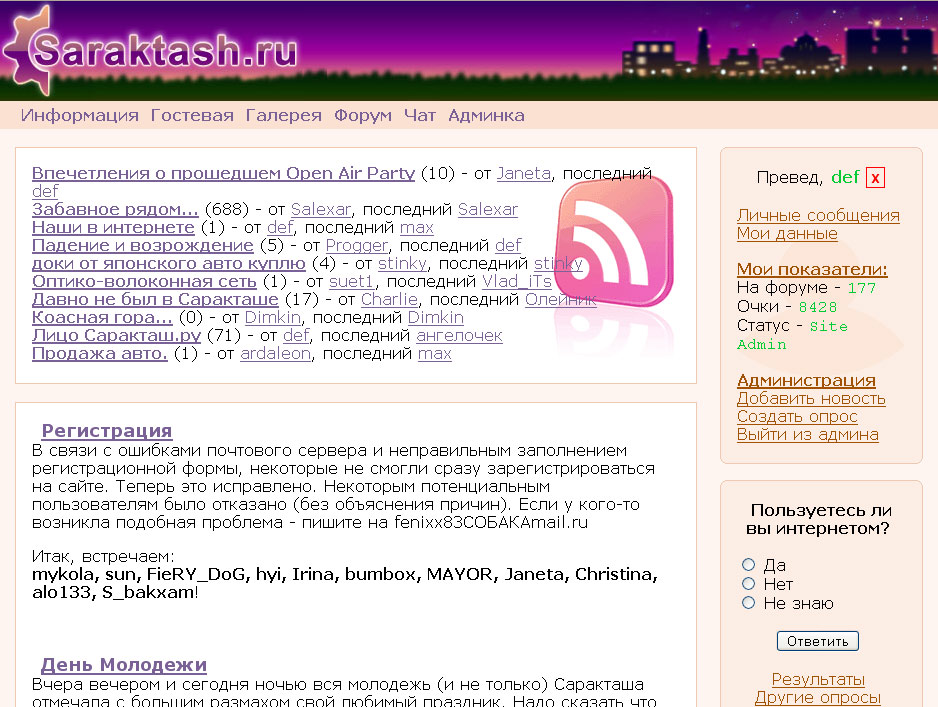 Saraktash.ru
Информация Гостевая Галерея Форум Чат Админка
Впечетления о прошедшем Open Air Party (10) - от Janeta, последний
def
Забавное рядом... (688) - от Salexar, последний Salexar
Наши в интернете (1) - от def, последний max
Падение и возрождение (5) - от Progger, последний def
доки от японского авто куплю (4) - от stinky, последний stinky
Оптико-волоконная сеть (1) - от suet1, последний Vlad_iTs
Давно не был в Саракташе (17) - от Charlie, последний Олейник
Коасная гора... (0) - от Dimkin, последний Dimkin
Лицо Саракташ.ру (71) - от def, последний ангелочек
Продажа авто. (1) - от ardaleon, последний max
Регистрация
В связи с ошибками почтового сервера и неправильным заполнением
регистрационной формы, некоторые не смогли сразу зарегистрироваться
на сайте. Теперь это исправлено. Некоторым потенциальным
пользователям было отказано (без объяснения причин). Если у кого-то
возникла подобная проблема - пишите на fenixx83СОБАКАmail.ru
Итак, встречаем:
mykola, sun, FieRY_DoG, hyi, Irina, bumbox, MAYOR, Janeta, Christina,
alo133, S_bakxam!
День Молодежи
Вчера вечером и сегодня ночью вся молодежь (и не только) Саракташа
отмечала с большим размахом свой любимый праздник. Надо сказать что
Превед, def x
Личные сообщения
Мои данные
Мои показатели:
На форуме - 177
Очки - 8428
Статус - Site
Admin
Администрация
Добавить новость
Создать опрос
Выйти из админа
Пользуетесь ли
вы интернетом?
Да
Нет
Не знаю
Ответить
Результаты
Другие опросы